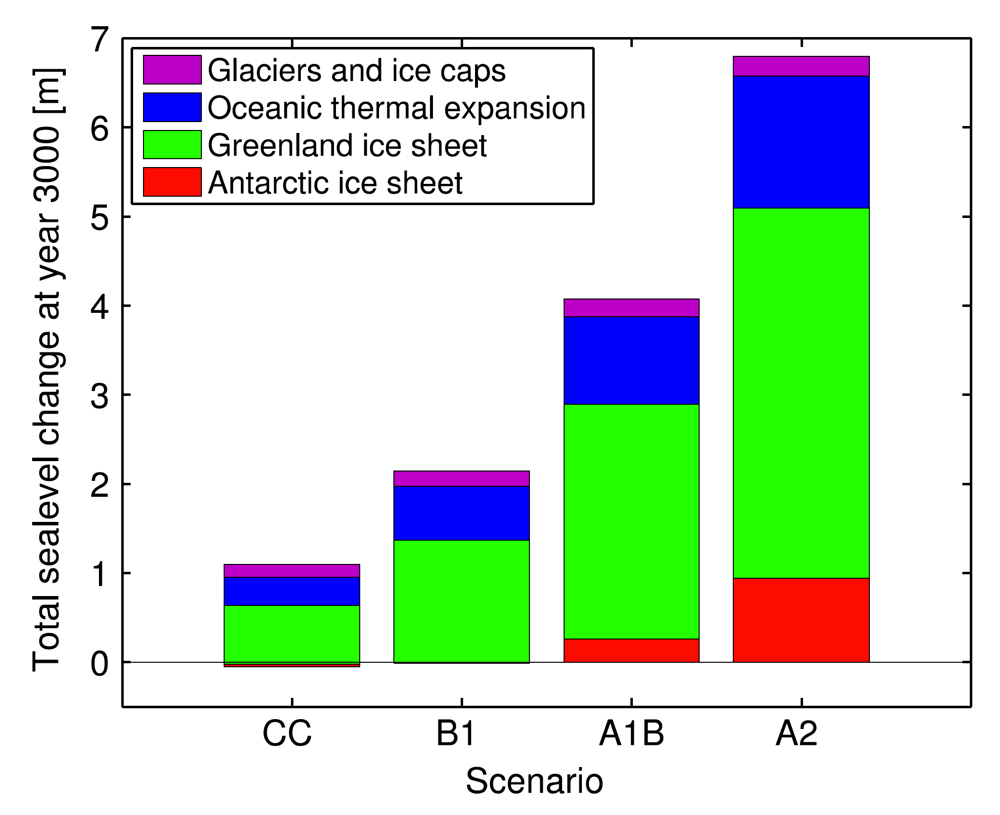 Total sealevel change at year 3000 [m]
7
6
5
4
3
2
1
0
Glaciers and ice caps
Oceanic thermal expansion
Greenland ice sheet
Antarctic ice sheet
CC B1 A1B A2
Scenario